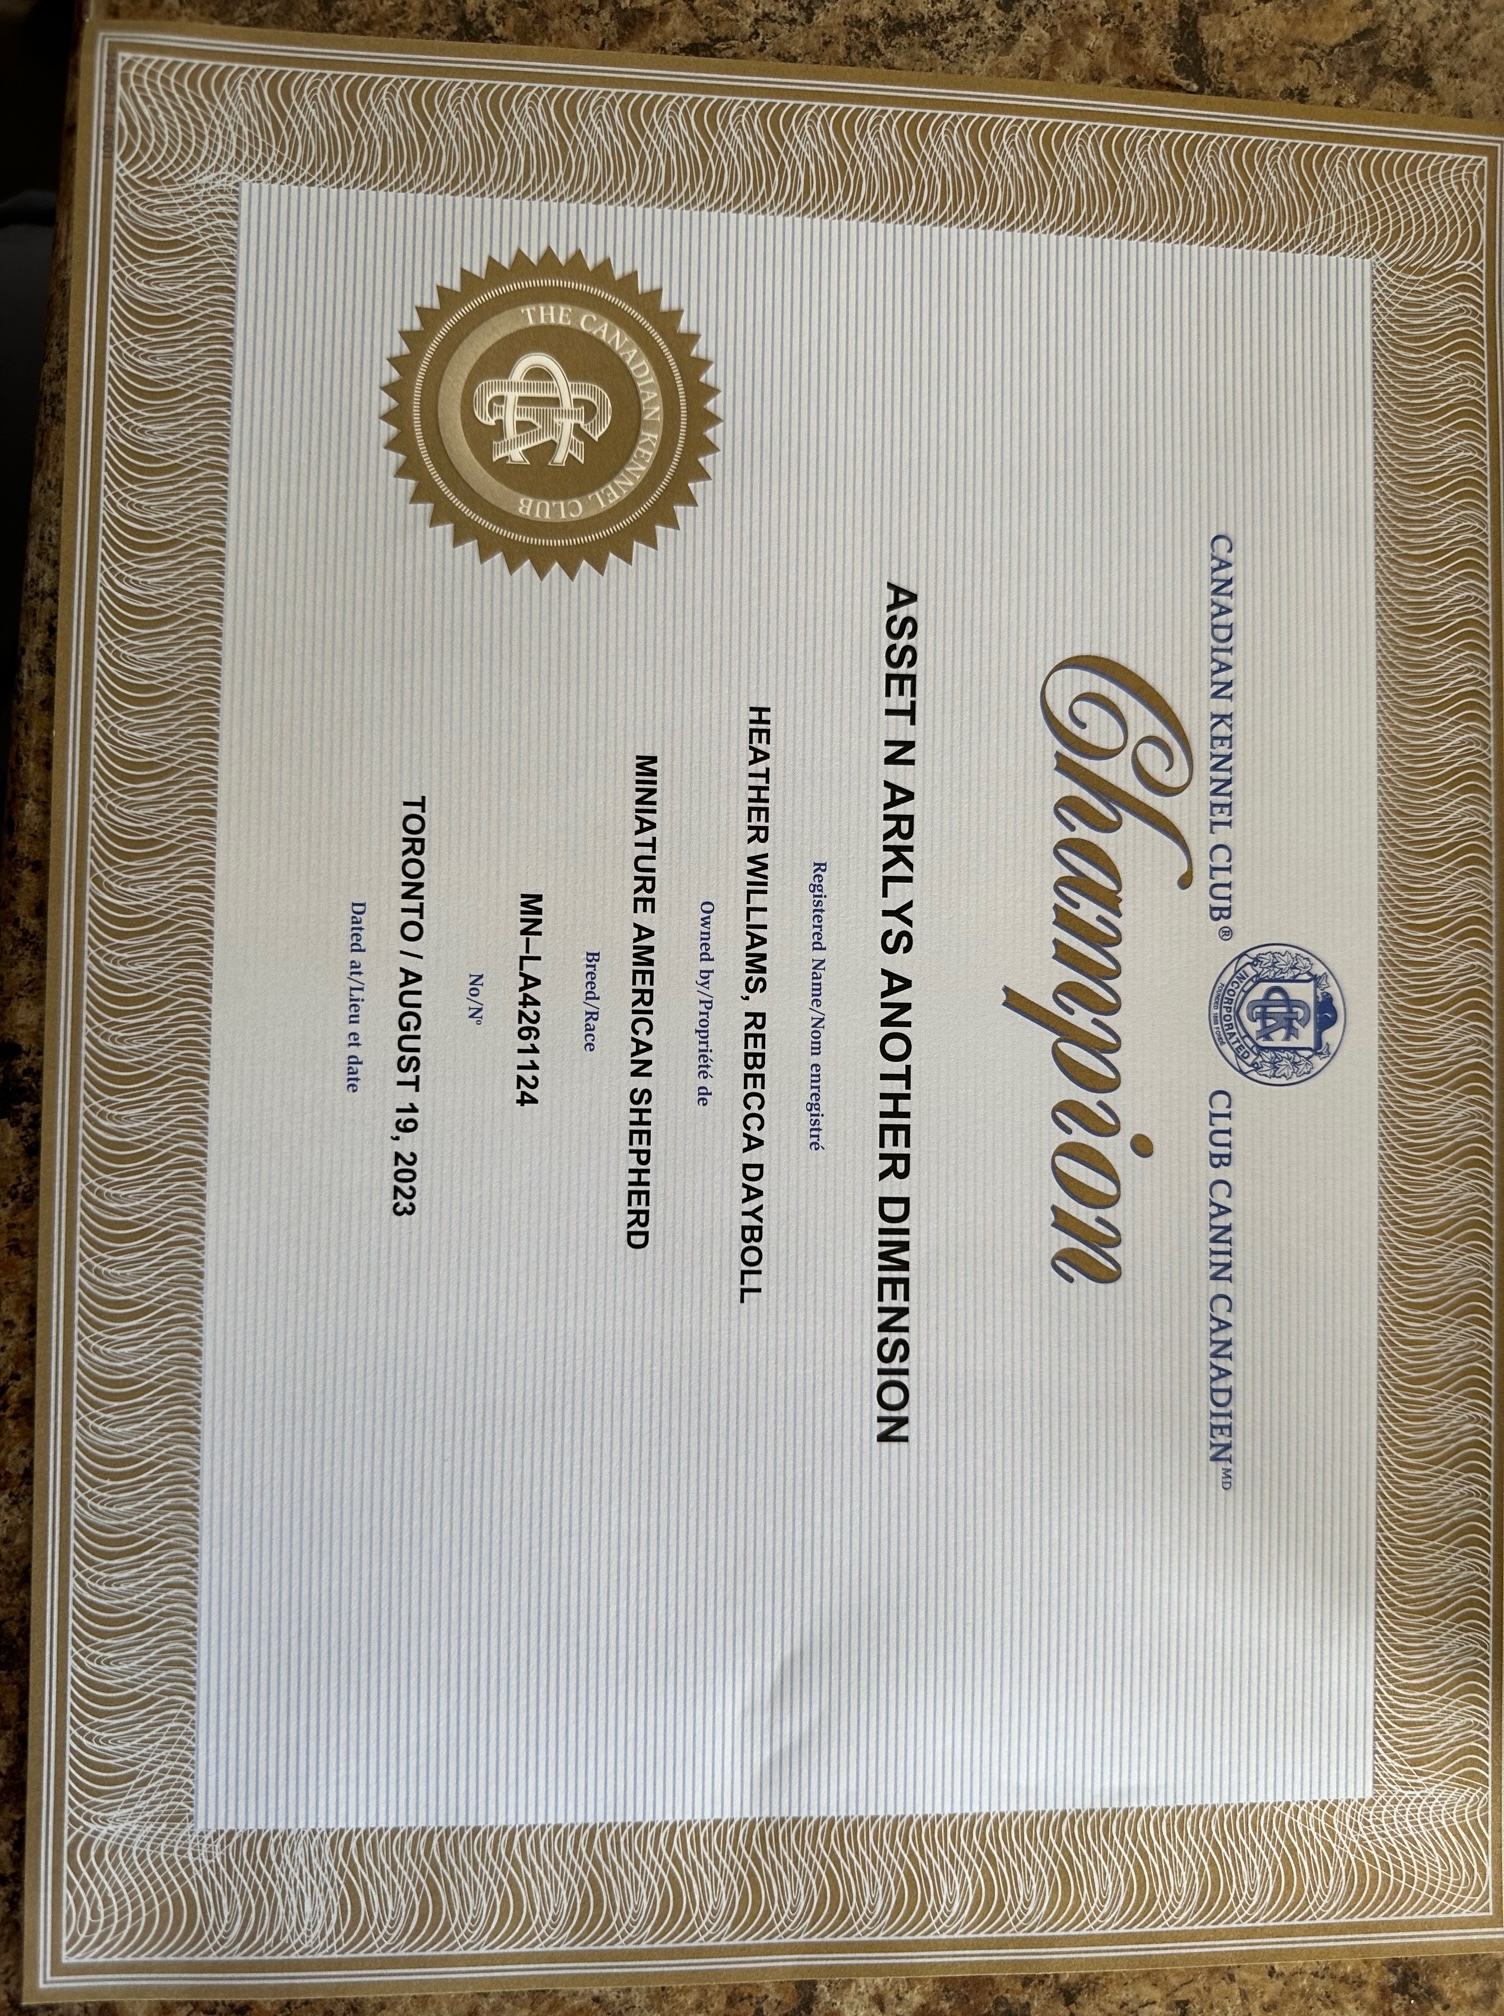 CANADIAN KENNEL CLUB® CLUB CANIN CANADIEN MD
INCORPORATED
Champion
ASSET N ARKLYS ANOTHER DIMENSION
Registered Name/Nom enregistré
HEATHER WILLIAMS, REBECCA DAYBOLL
Owned by/Propriété de
MINIATURE AMERICAN SHEPHERD
Breed/Race
MN–LA4261124
No/Nº
TORONTO / AUGUST 19, 2023
Dated at/Lieu et date
THE CANADIAN KENNEL CLUB
CKC